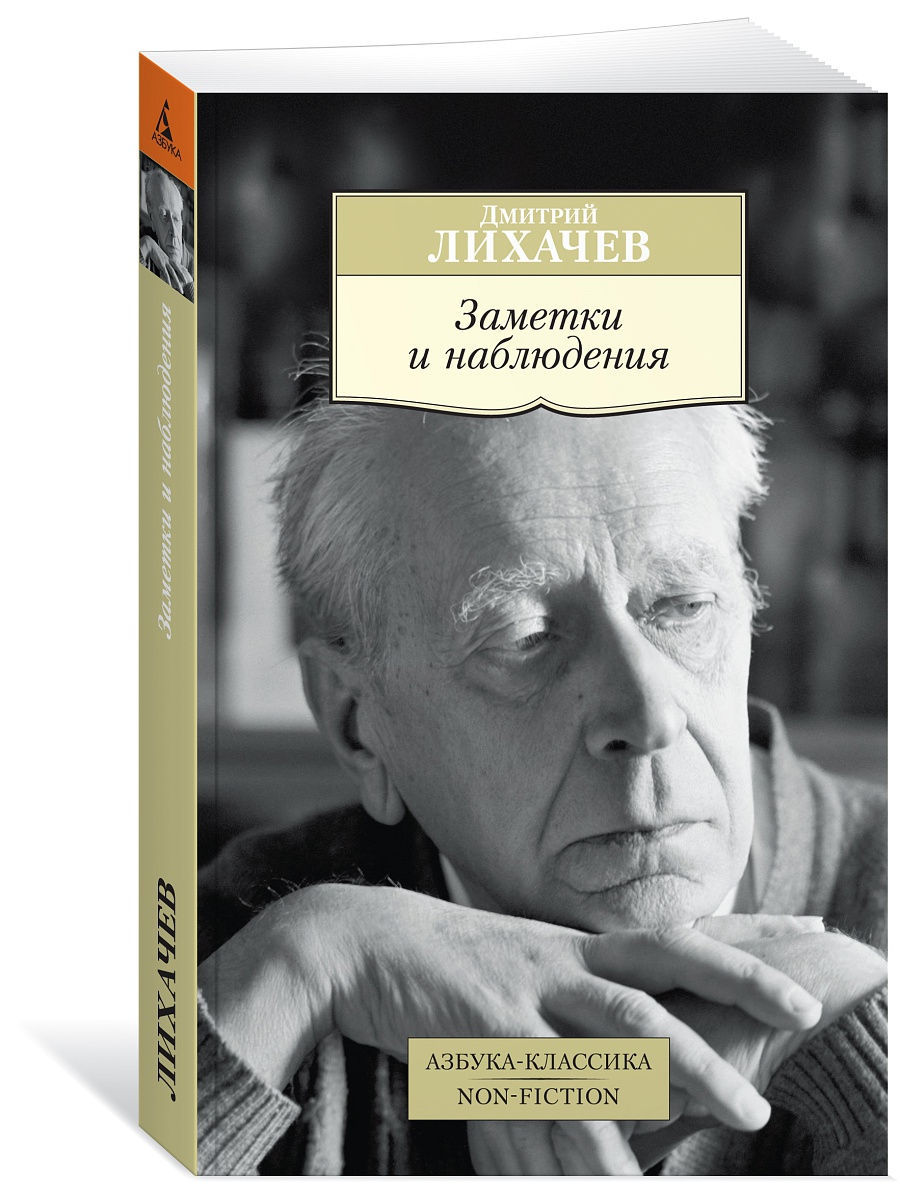 АЗБУКА
Заметки и наблюдения
ЛИХАЧЕВ
Дмитрий
ЛИХАЧЕВ
Заметки
и наблюдения
АЗБУКА-КЛАССИКА
NON-FICTION